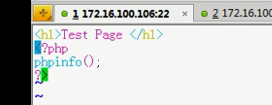 1 172.16.100.106:22 × 2 172.16.100
<h1>Test Page </h1>
<?php
phpinfo();
?>
~
~